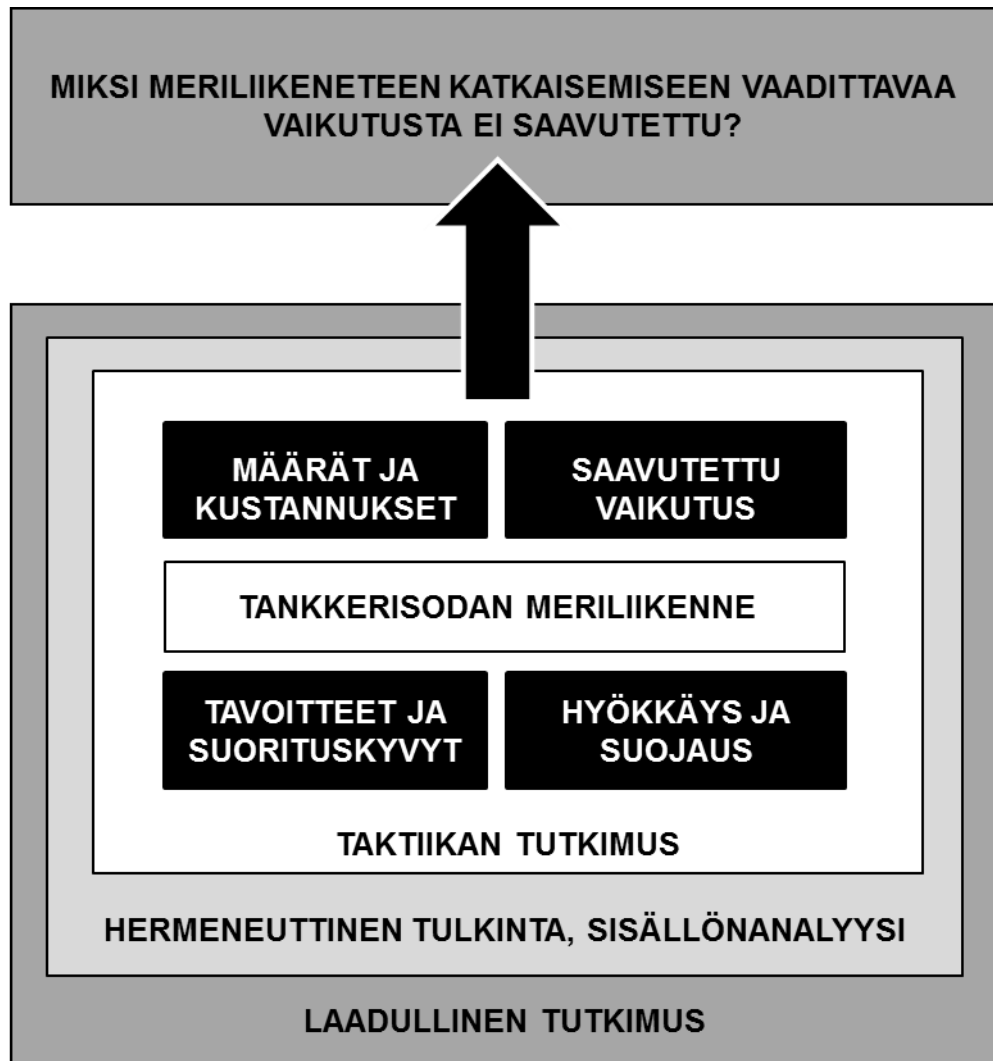 MIKSI MERILIIKENETEEN KATKAISEMISEEN VAADITTAVAA
VAIKUTUSTA EI SAAVUTETTU?
MÄÄRÄT JA
KUSTANNUKSET
SAAVUTETTU
VAIKUTUS
TANKKERISODAN MERILIIKENNE
TAVOITTEET JA
SUORITUSKYVYT
HYÖKKÄYS JA
SUOJAUS
TAKTIIKAN TUTKIMUS
HERMENEUTTINEN TULKINTA, SISÄLLÖNANALYYSI
LAADULLINEN TUTKIMUS